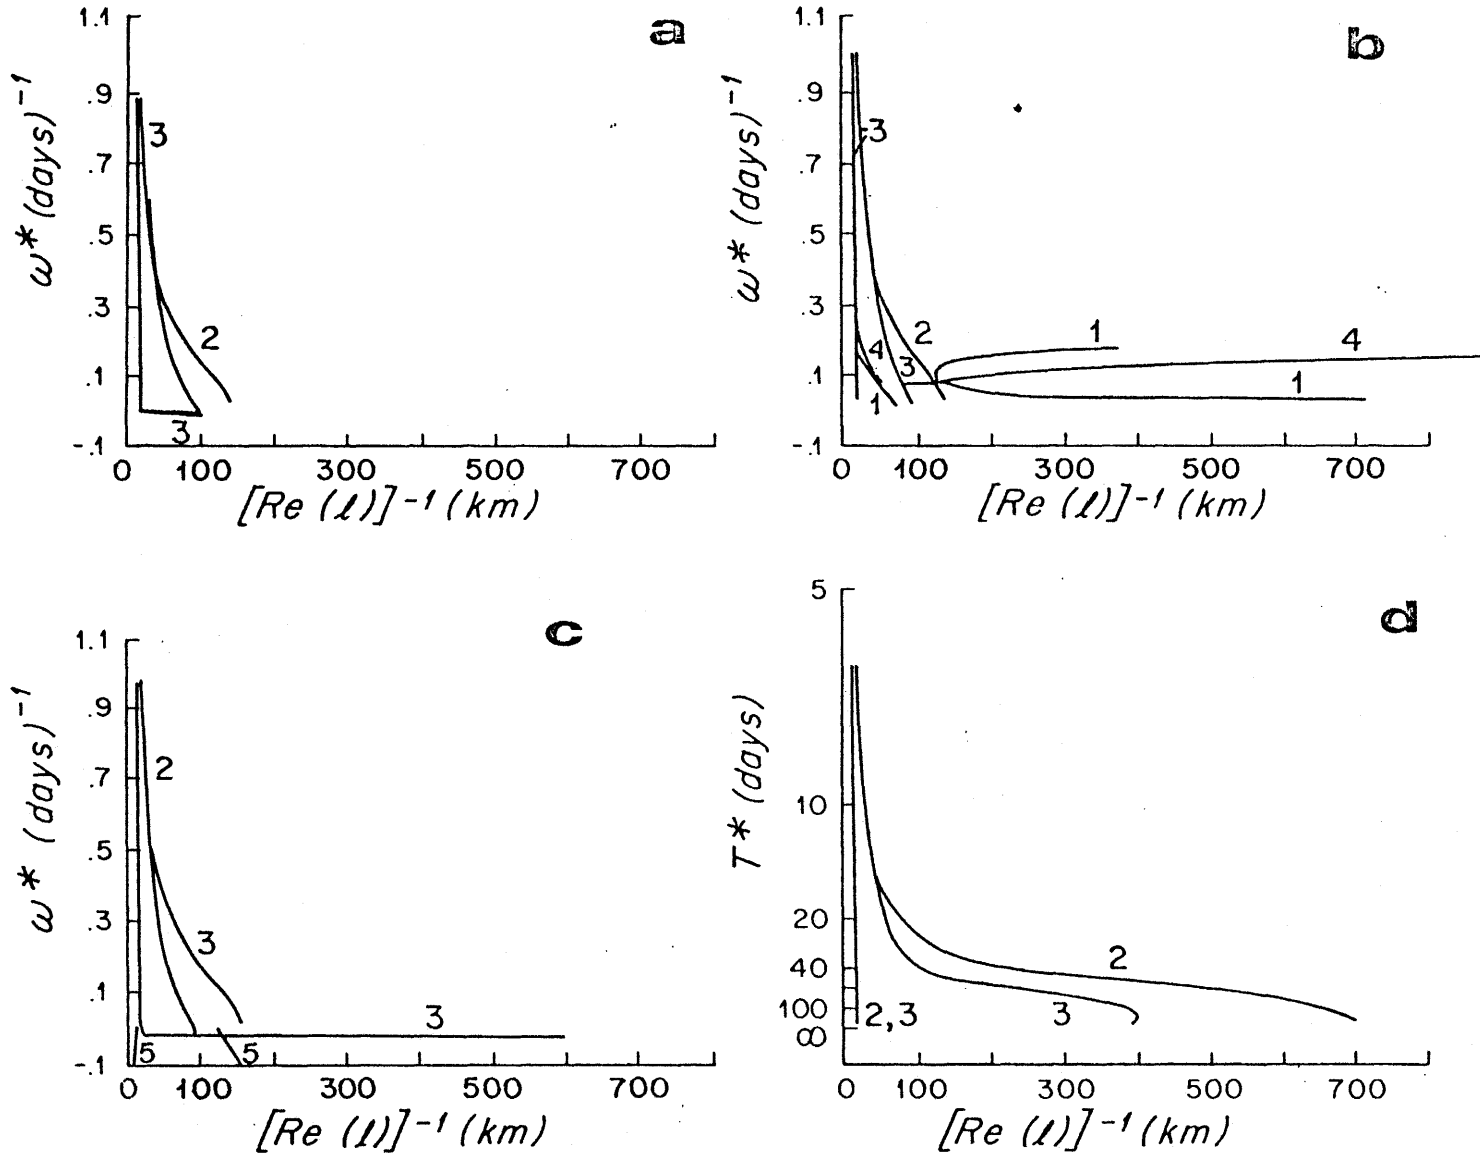 a
1.1
.9
.7
.5
.3
.1
-.1
ω* (days)⁻¹
3
2
3
0 100 300 500 700
[Re (ℓ)]⁻¹ (km)
b
1.1
.9
.7
.5
.3
.1
-.1
ω* (days)⁻¹
3
2
1
4
4
3
1
1
0 100 300 500 700
[Re (ℓ)]⁻¹ (km)
c
1.1
.9
.7
.5
.3
.1
-.1
ω* (days)⁻¹
2
3
3
5
5
0 100 300 500 700
[Re (ℓ)]⁻¹ (km)
d
5
10
20
40
100
∞
T* (days)
2
2,3
3
0 100 300 500 700
[Re (ℓ)]⁻¹ (km)